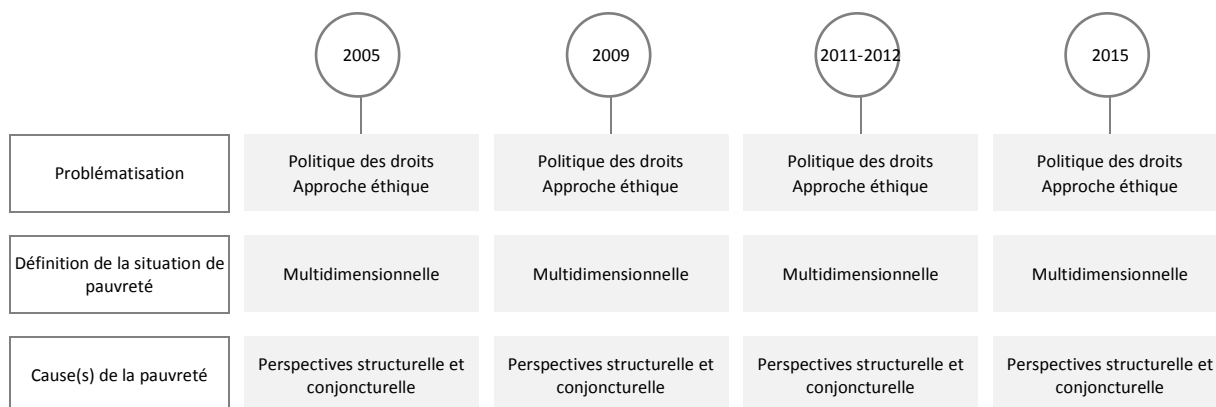 2005
2009
2011-2012
2015
Problématisation
Politique des droits
Approche éthique
Politique des droits
Approche éthique
Politique des droits
Approche éthique
Politique des droits
Approche éthique
Définition de la situation de
pauvreté
Multidimensionnelle
Multidimensionnelle
Multidimensionnelle
Multidimensionnelle
Cause(s) de la pauvreté
Perspectives structurelle et
conjoncturelle
Perspectives structurelle et
conjoncturelle
Perspectives structurelle et
conjoncturelle
Perspectives structurelle et
conjoncturelle